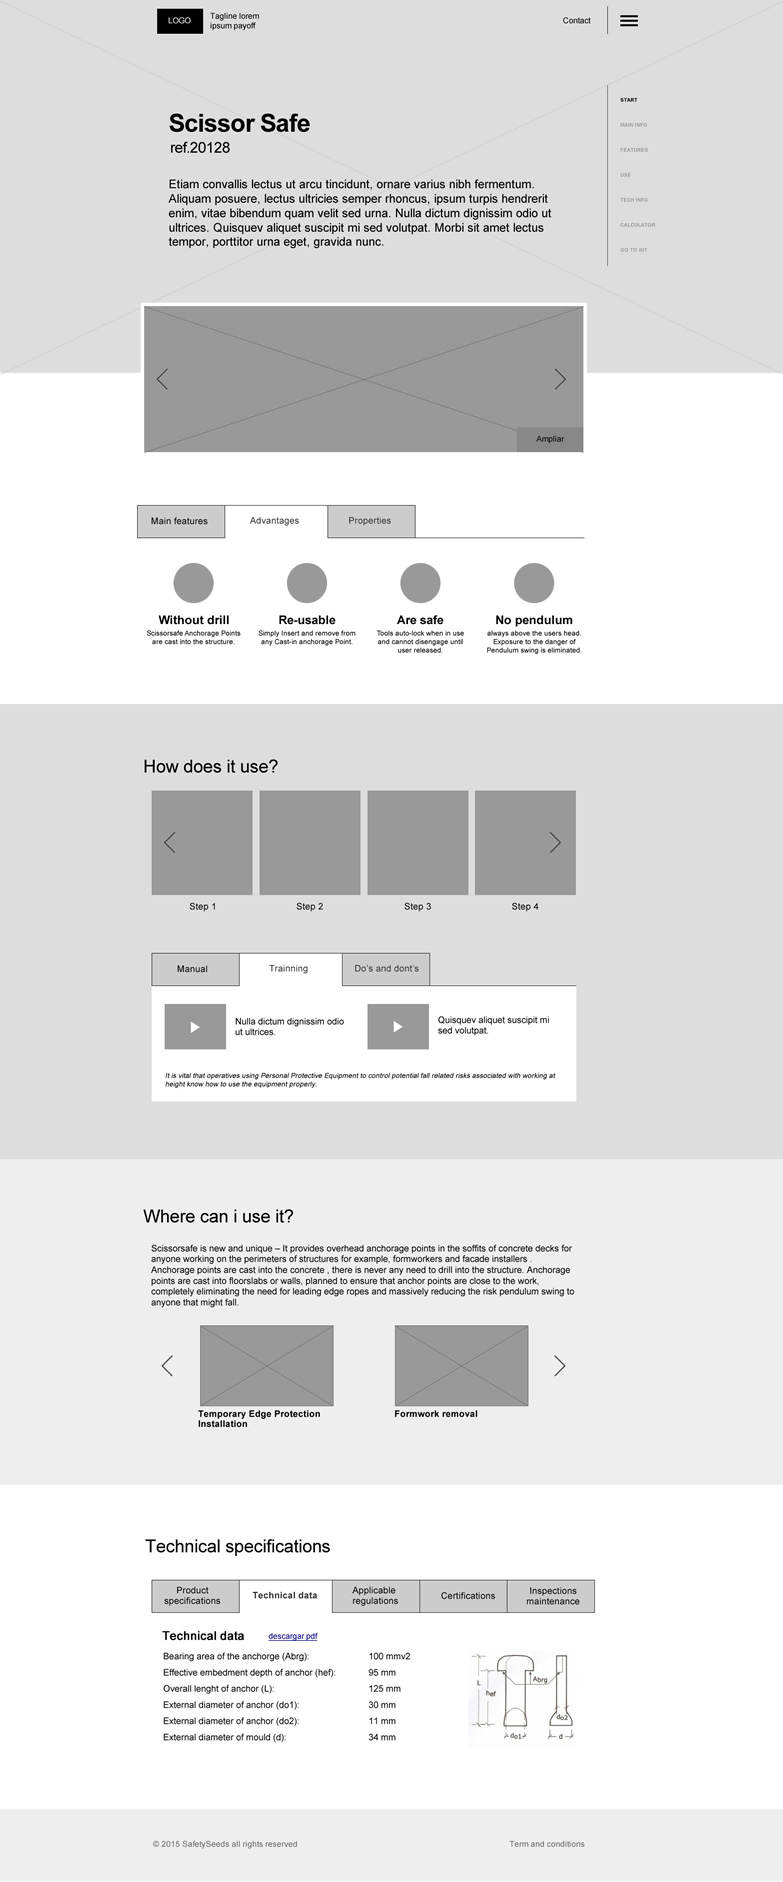 LOGO
Tagline lorem
ipsum payoff
Contact
START
MAIN INFO
FEATURES
USE
TECH INFO
CALCULATOR
GO TO KIT
Scissor Safe
ref.20128
Etiam convallis lectus ut arcu tincidunt, ornare varius nibh fermentum.
Aliquam posuere, lectus ultricies semper rhoncus, ipsum turpis hendrerit
enim, vitae bibendum quam velit sed urna. Nulla dictum dignissim odio ut
ultrices. Quisquev aliquet suscipit mi sed volutpat. Morbi sit amet lectus
tempor, porttitor urna eget, gravida nunc.
Ampliar
Main features
Advantages
Properties
Without drill
Scissorsafe Anchorage Points
are cast into the structure.
Re-usable
Simply Insert and remove from
any Cast-in anchorage Point.
Are safe
Tools auto-lock when in use
and cannot disengage until
user released.
No pendulum
always above the users head.
Exposure to the danger of
Pendulum swing is eliminated.
How does it use?
Step 1
Step 2
Step 3
Step 4
Manual
Trainning
Do's and dont's
Nulla dictum dignissim odio
ut ultrices.
Quisquev aliquet suscipit mi
sed volutpat.
It is vital that operatives using Personal Protective Equipment to control potential fall related risks associated with working at
height know how to use the equipment properly.
Where can i use it?
Scissorsafe is new and unique – It provides overhead anchorage points in the soffits of concrete decks for
anyone working on the perimeters of structures for example, formworkers and facade installers .
Anchorage points are cast into the concrete , there is never any need to drill into the structure. Anchorage
points are cast into floorslabs or walls, planned to ensure that anchor points are close to the work,
completely eliminating the need for leading edge ropes and massively reducing the risk pendulum swing to
anyone that might fall.
Temporary Edge Protection
Installation
Formwork removal
Technical specifications
Product
specifications
Technical data
Applicable
regulations
Certifications
Inspections
maintenance
Technical data
descargar pdf
Bearing area of the anchorge (Abrg): 100 mmv2
Effective embedment depth of anchor (hef): 95 mm
Overall lenght of anchor (L): 125 mm
External diameter of anchor (do1): 30 mm
External diameter of anchor (do2): 11 mm
External diameter of mould (d): 34 mm
L
hef
Abrg
do2
do1
d
© 2015 SafetySeeds all rights reserved
Term and conditions